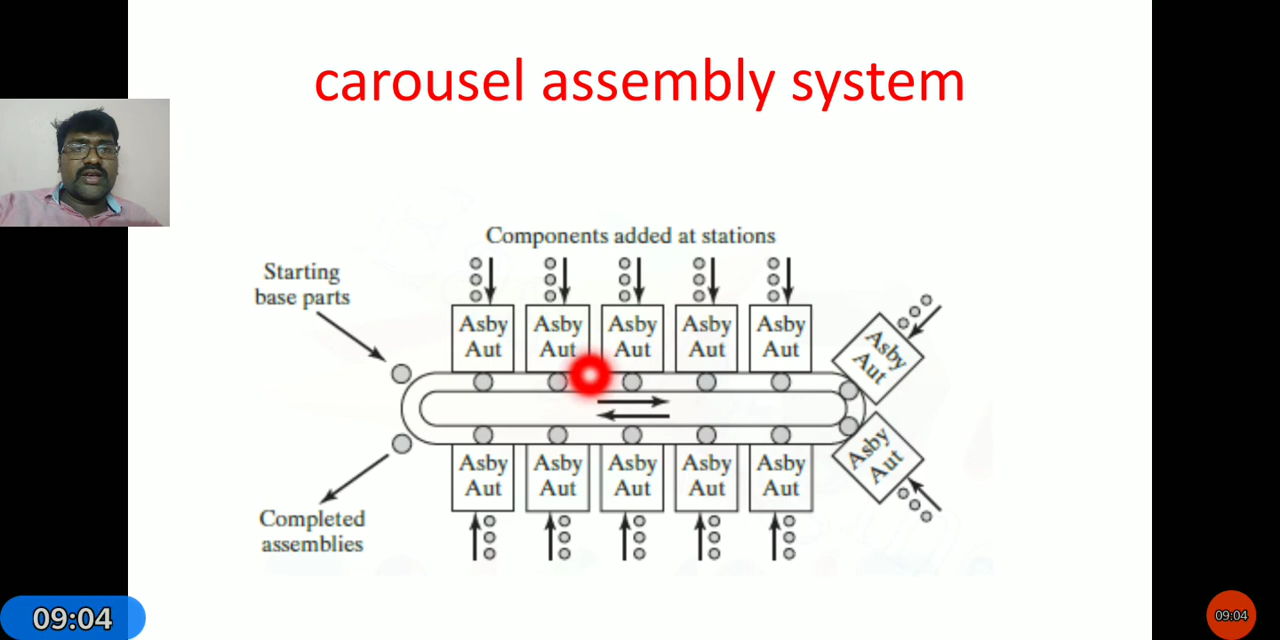 carousel assembly system
Components added at stations
Starting
base parts
Asby
Aut
Asby
Aut
Asby
Aut
Asby
Aut
Asby
Aut
Asby
Aut
Asby
Aut
Asby
Aut
Asby
Aut
Asby
Aut
Asby
Aut
Asby
Aut
Completed
assemblies
09:04
09:04